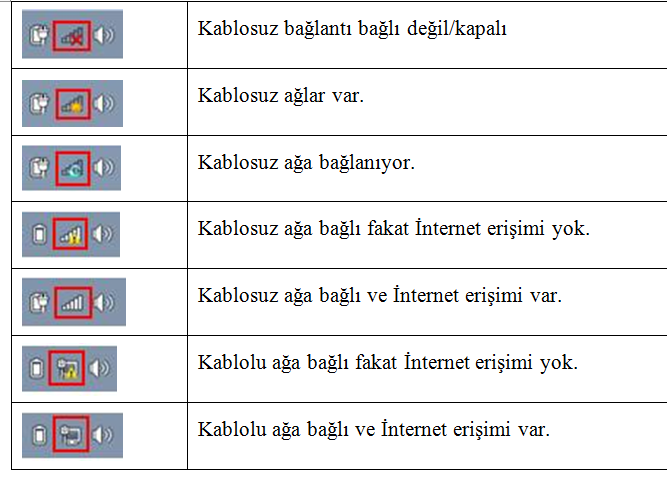 Kablosuz bağlantı bağlı değil/kapalı
Kablosuz ağlar var.
Kablosuz ağa bağlanıyor.
Kablosuz ağa bağlı fakat İnternet erişimi yok.
Kablosuz ağa bağlı ve İnternet erişimi var.
Kablolu ağa bağlı fakat İnternet erişimi yok.
Kablolu ağa bağlı ve İnternet erişimi var.